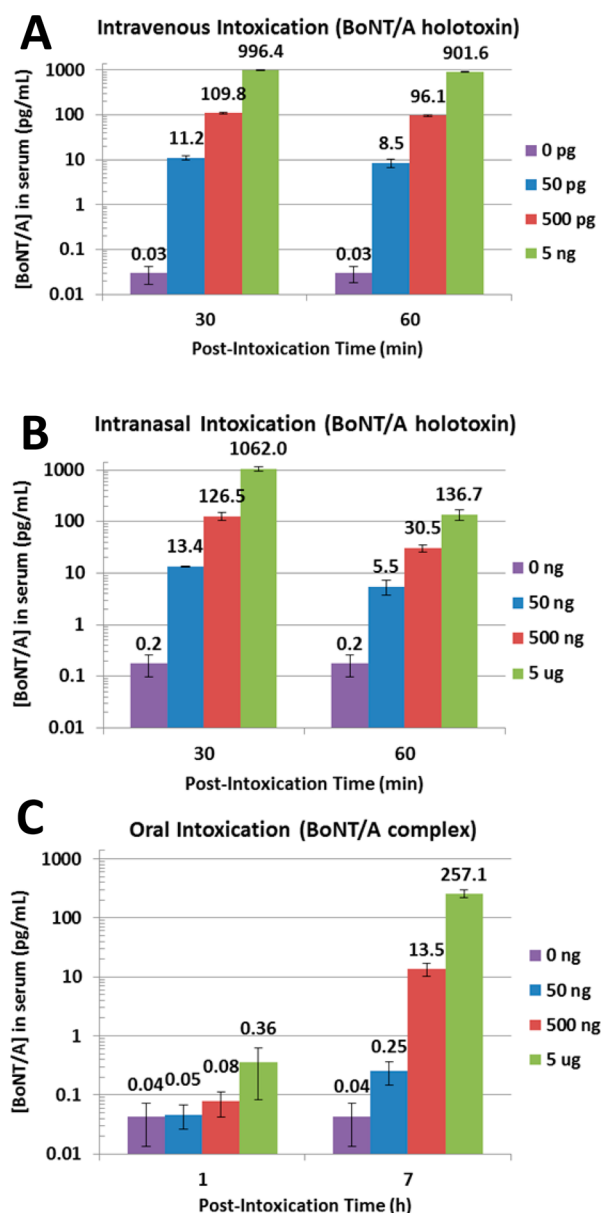 A
Intravenous Intoxication (BoNT/A holotoxin)
[BoNT/A] in serum (pg/mL)
1000
100
10
1
0.1
0.01
0.03
11.2
109.8
996.4
0.03
8.5
96.1
901.6
30
60
Post-Intoxication Time (min)
0 pg
50 pg
500 pg
5 ng
B
Intranasal Intoxication (BoNT/A holotoxin)
[BoNT/A] in serum (pg/mL)
1000
100
10
1
0.1
0.01
0.2
13.4
126.5
1062.0
0.2
5.5
30.5
136.7
30
60
Post-Intoxication Time (min)
0 ng
50 ng
500 ng
5 ug
C
Oral Intoxication (BoNT/A complex)
[BoNT/A] in serum (pg/mL)
1000
100
10
1
0.1
0.01
0.04
0.05
0.08
0.36
0.04
0.25
13.5
257.1
1
7
Post-Intoxication Time (h)
0 ng
50 ng
500 ng
5 ug